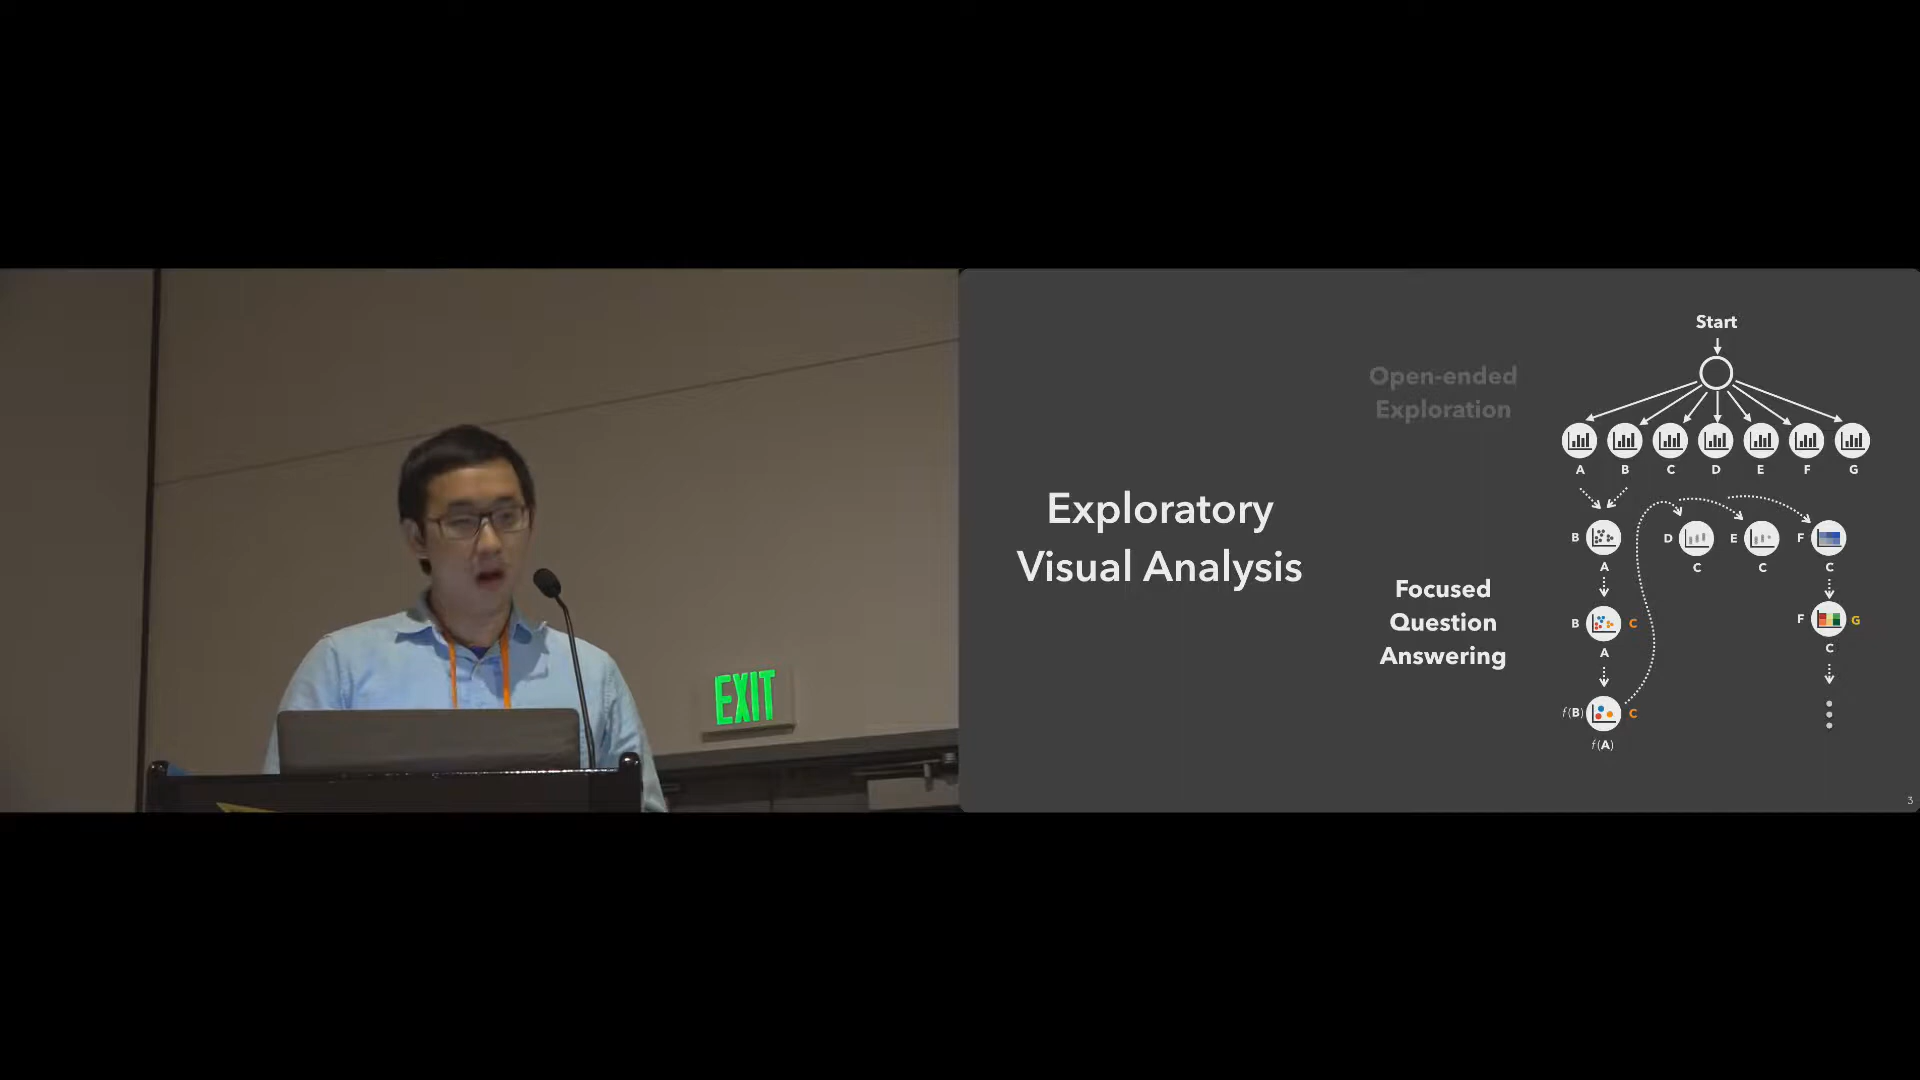 EXIT
Exploratory
Visual Analysis
Open-ended
Exploration
Focused
Question
Answering
Start
A B C D E F G
B D E F
A C C C
B C F G
A C
f(B) C
f(A)
3